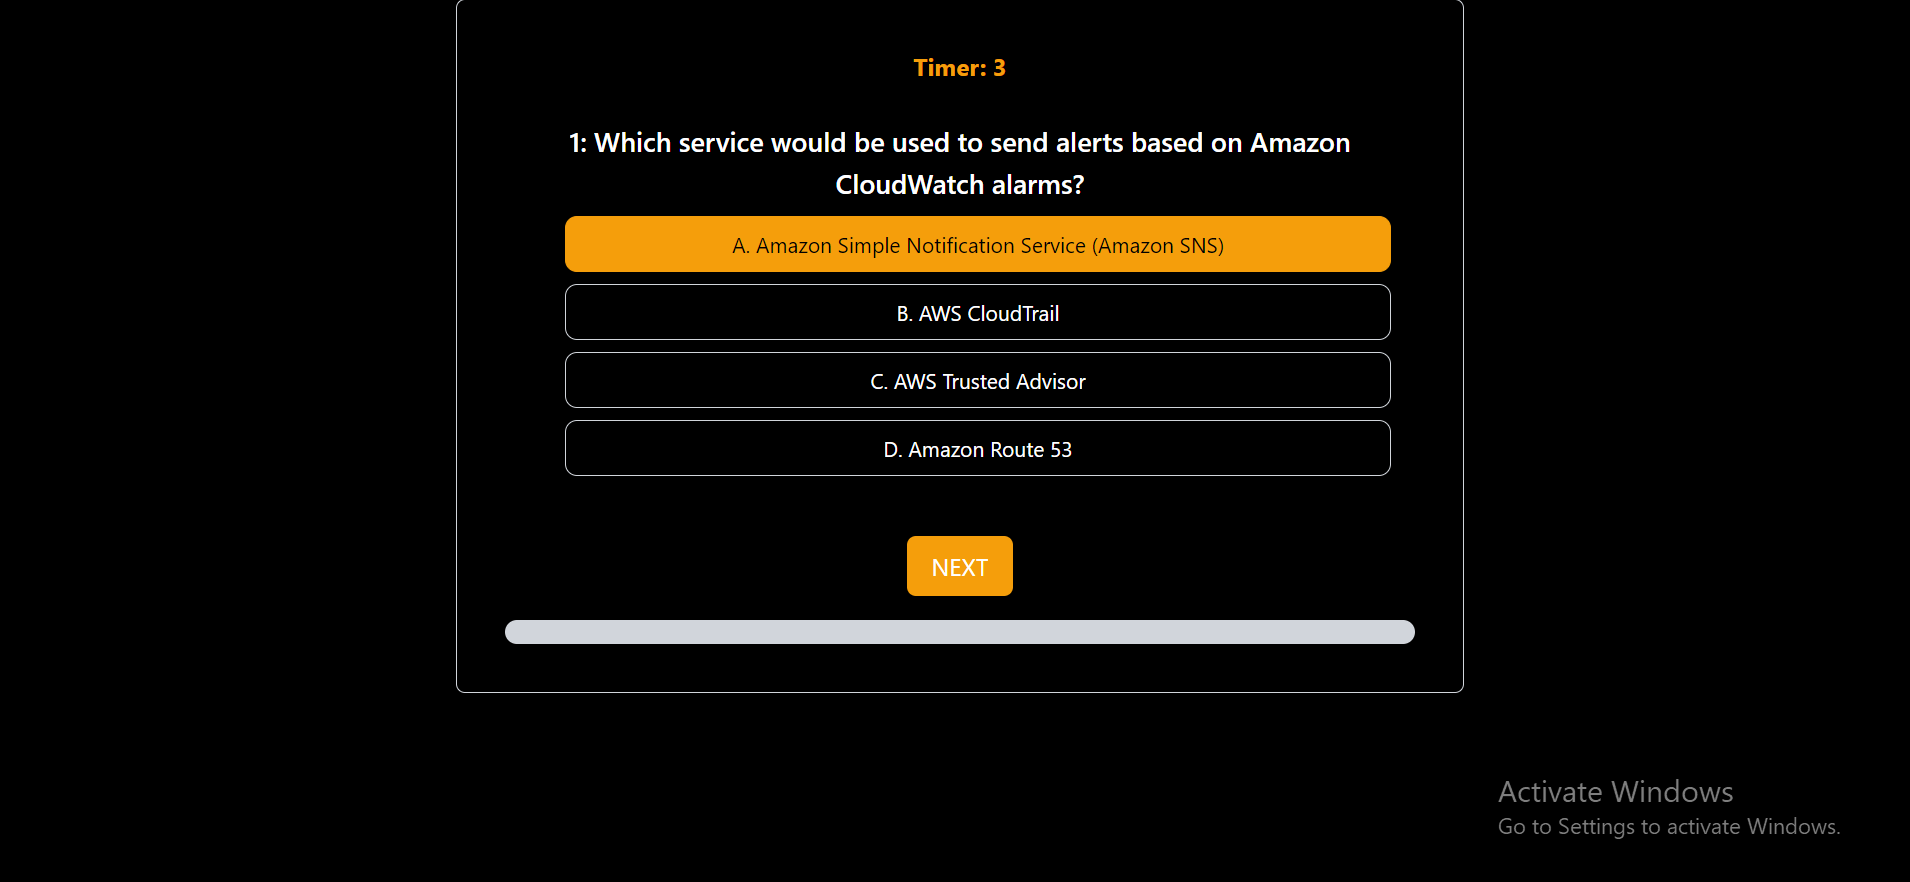 Timer: 3
1: Which service would be used to send alerts based on Amazon
CloudWatch alarms?
A. Amazon Simple Notification Service (Amazon SNS)
B. AWS CloudTrail
C. AWS Trusted Advisor
D. Amazon Route 53
NEXT
Activate Windows
Go to Settings to activate Windows.